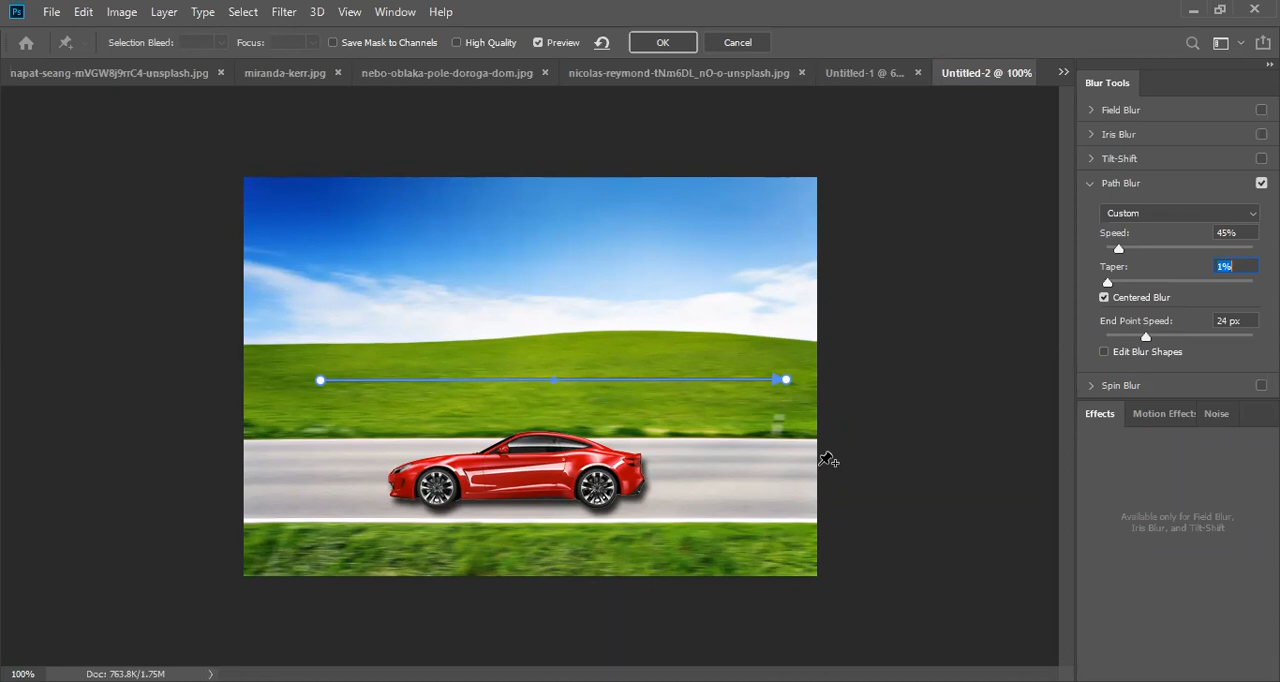 Ps File Edit Image Layer Type Select Filter 3D View Window Help
Selection Bleed: Focus: Save Mask to Channels High Quality Preview OK Cancel
napat-seang-mVGW8j9rrC4-unsplash.jpg × miranda-kerr.jpg × nebo-oblaka-pole-doroga-dom.jpg × nicolas-reymond-tNm6DL_nO-o-unsplash.jpg × Untitled-1 @ 6... × Untitled-2 @ 100%
Blur Tools
Field Blur
Iris Blur
Tilt-Shift
Path Blur
Custom
Speed: 45%
Taper: 1%
Centered Blur
End Point Speed: 24 px
Edit Blur Shapes
Spin Blur
Effects Motion Effects Noise
Available only for Field Blur,
Iris Blur, and Tilt-Shift
100% Doc: 763.8K/1.75M